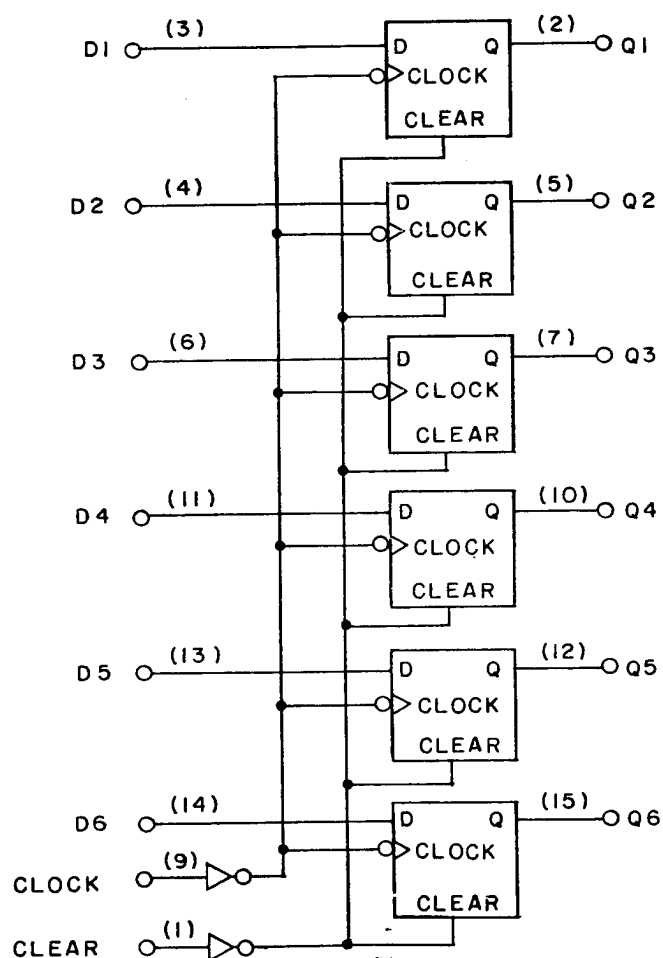 D1 (3) D Q (2) Q1
CLOCK
CLEAR
D2 (4) D Q (5) Q2
CLOCK
CLEAR
D3 (6) D Q (7) Q3
CLOCK
CLEAR
D4 (11) D Q (10) Q4
CLOCK
CLEAR
D5 (13) D Q (12) Q5
CLOCK
CLEAR
D6 (14) D Q (15) Q6
CLOCK (9) CLOCK
CLEAR
CLEAR (1)